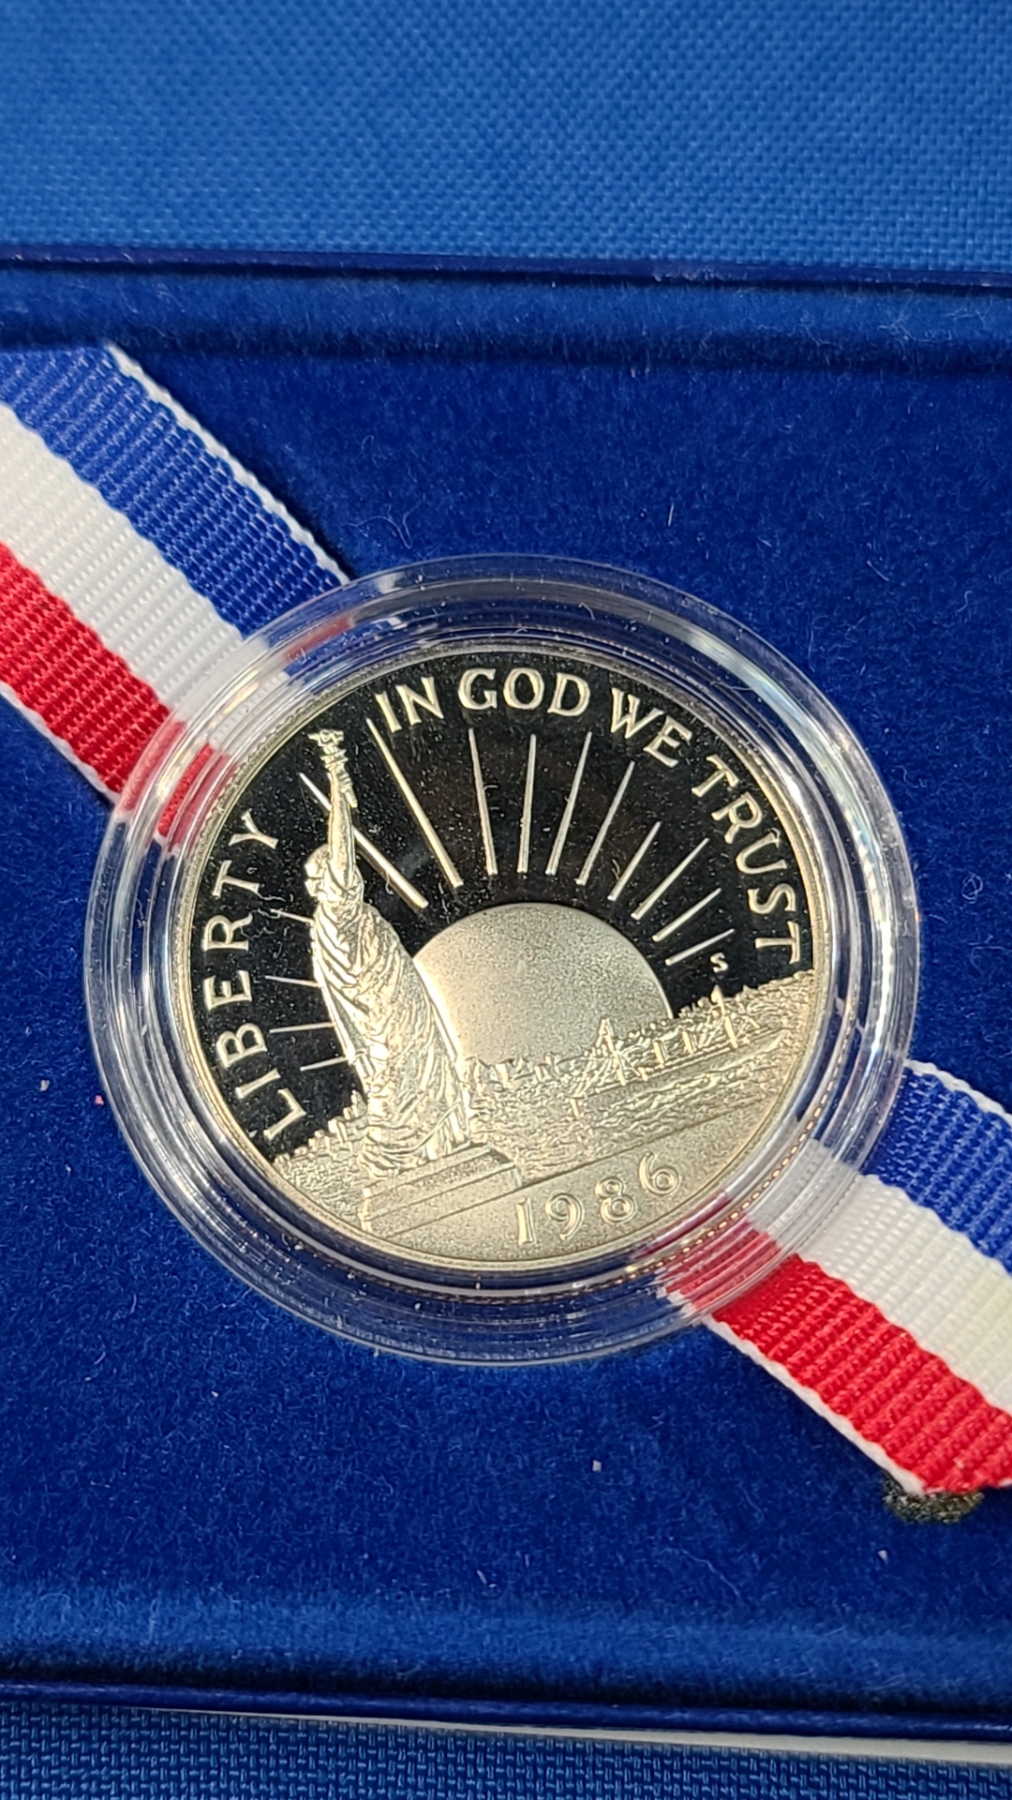 LIBERTY
IN GOD WE TRUST
S
1986